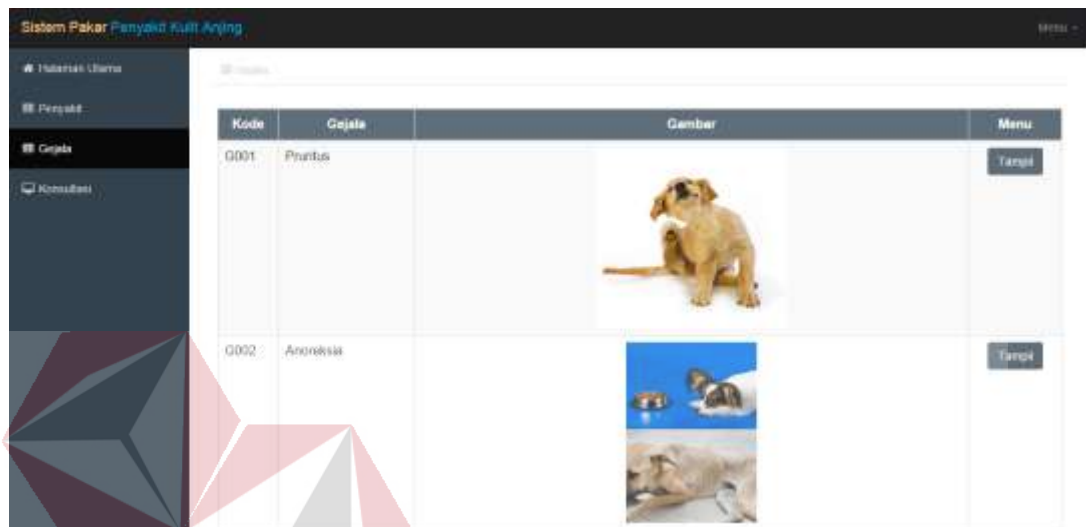 Sistem Pakar Penyakit Kulit Anjing
Menu
Halaman Utama
Gejala
Penyakit
Kode Gejala Gambar Menu
Gejala
G001 Pruritus Tampil
Konsultasi
G002 Anoreksia Tampil